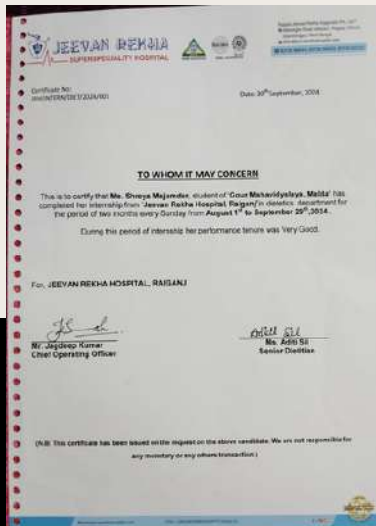 JEEVAN REKHA
SUPERSPECIALITY HOSPITAL
Certificate No:
Date: 30th September, 2024
TO WHOM IT MAY CONCERN
This is to certify that Ms. Shreya Majumdar, student of 'Gour Mahavidyalaya, Malda' has
completed her internship from 'Jeevan Rekha Hospital, Raiganj' in dietetics department for
the period of two months every Sunday from August 1st to September 29th, 2024.
During this period of internship her performance tenure was Very Good.
For, JEEVAN REKHA HOSPITAL, RAIGANJ
Mr. Jagdeep Kumar
Chief Operating Officer
Aditi Sil
Ms. Aditi Sil
Senior Dietitian
(N.B: This certificate has been issued on the request on the above candidate. We are not responsible for
any monetary or any others transaction.)